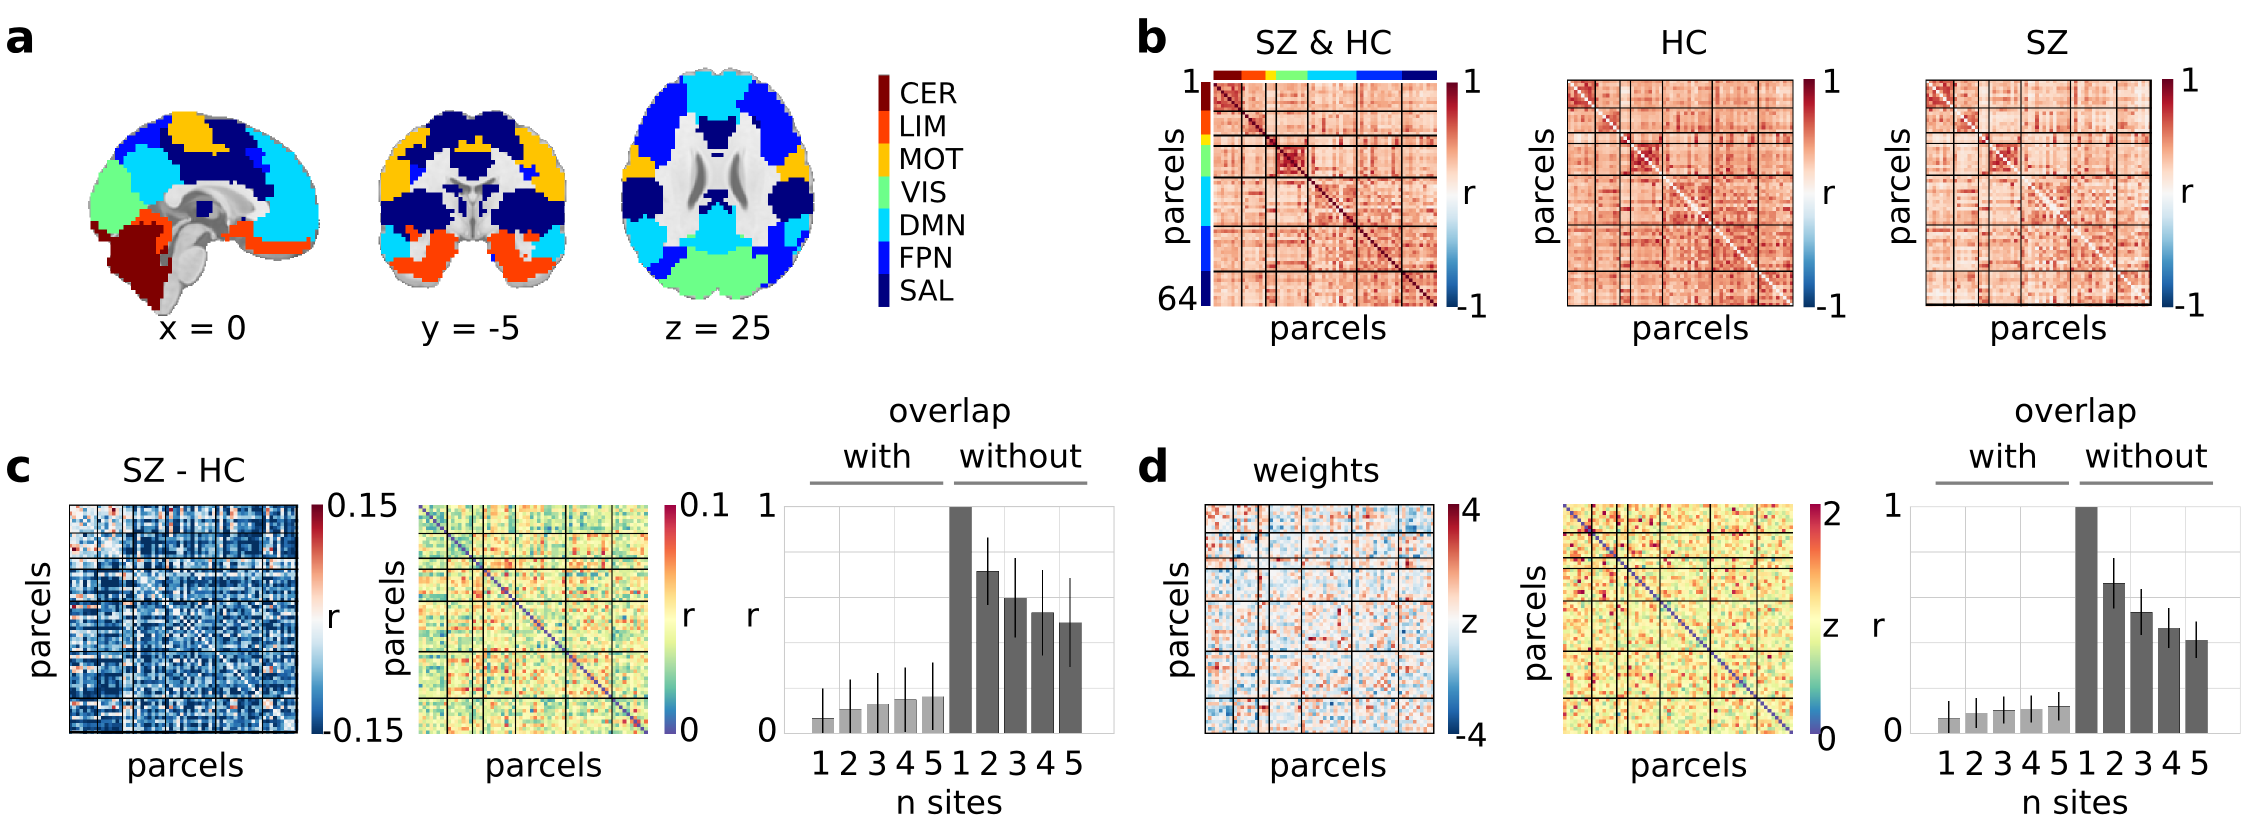 a
CER
LIM
MOT
VIS
DMN
FPN
SAL
x = 0
y = -5
z = 25
b
SZ & HC
1
64
parcels
parcels
1
r
-1
HC
parcels
parcels
1
r
-1
SZ
parcels
parcels
1
r
-1
c
SZ - HC
parcels
parcels
0.15
r
-0.15
parcels
parcels
0.1
r
0
overlap
with without
1
r
0
1 2 3 4 5 1 2 3 4 5
n sites
d
weights
parcels
parcels
4
z
-4
parcels
parcels
2
z
0
overlap
with without
1
r
0
1 2 3 4 5 1 2 3 4 5
n sites